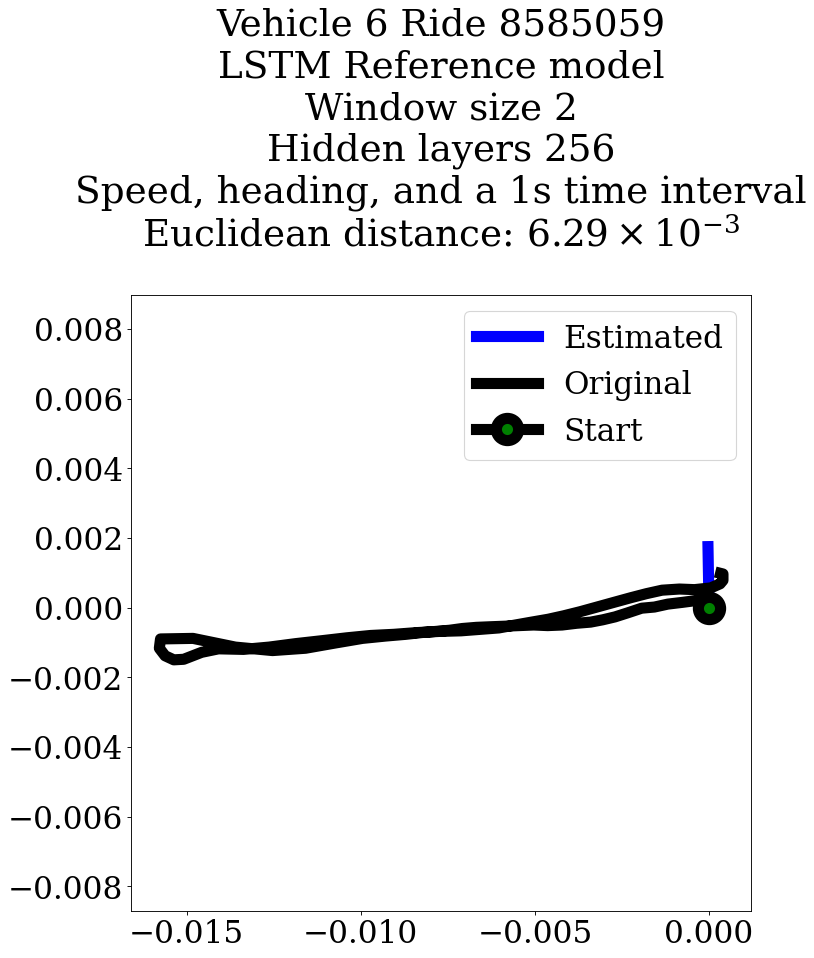 Vehicle 6 Ride 8585059
LSTM Reference model
Window size 2
Hidden layers 256
Speed, heading, and a 1s time interval
Euclidean distance: 6.29 × 10⁻³
Estimated
Original
Start
0.008
0.006
0.004
0.002
0.000
−0.002
−0.004
−0.006
−0.008
−0.015 −0.010 −0.005 0.000